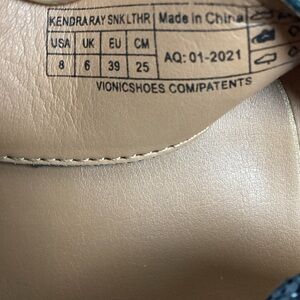 KENDRARAY SNK LTHR Made in China
USA UK EU CM
8 6 39 25
AQ: 01-2021
VIONICSHOES.COM/PATENTS